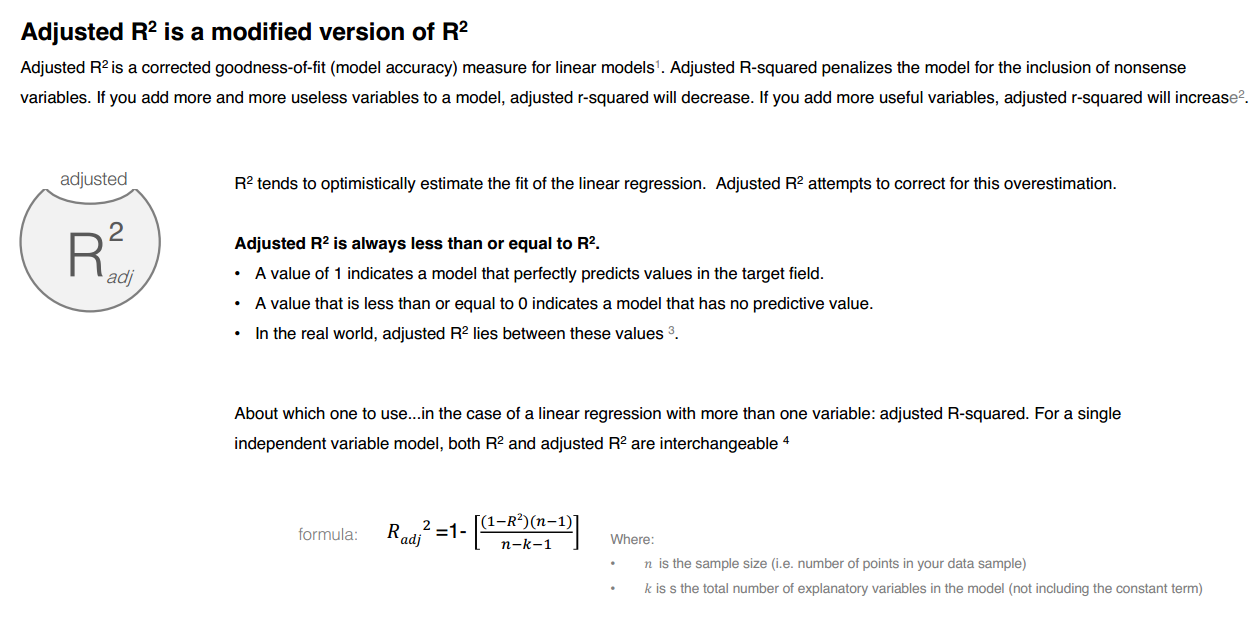 Adjusted R² is a modified version of R²
Adjusted R² is a corrected goodness-of-fit (model accuracy) measure for linear models¹. Adjusted R-squared penalizes the model for the inclusion of nonsense
variables. If you add more and more useless variables to a model, adjusted r-squared will decrease. If you add more useful variables, adjusted r-squared will increase².
adjusted
R² adj
R² tends to optimistically estimate the fit of the linear regression. Adjusted R² attempts to correct for this overestimation.
Adjusted R² is always less than or equal to R².
• A value of 1 indicates a model that perfectly predicts values in the target field.
• A value that is less than or equal to 0 indicates a model that has no predictive value.
• In the real world, adjusted R² lies between these values ³.
About which one to use...in the case of a linear regression with more than one variable: adjusted R-squared. For a single
independent variable model, both R² and adjusted R² are interchangeable ⁴
formula: R_adj² =1- [(1−R²)(n−1) / n−k−1]
Where:
• n is the sample size (i.e. number of points in your data sample)
• k is s the total number of explanatory variables in the model (not including the constant term)